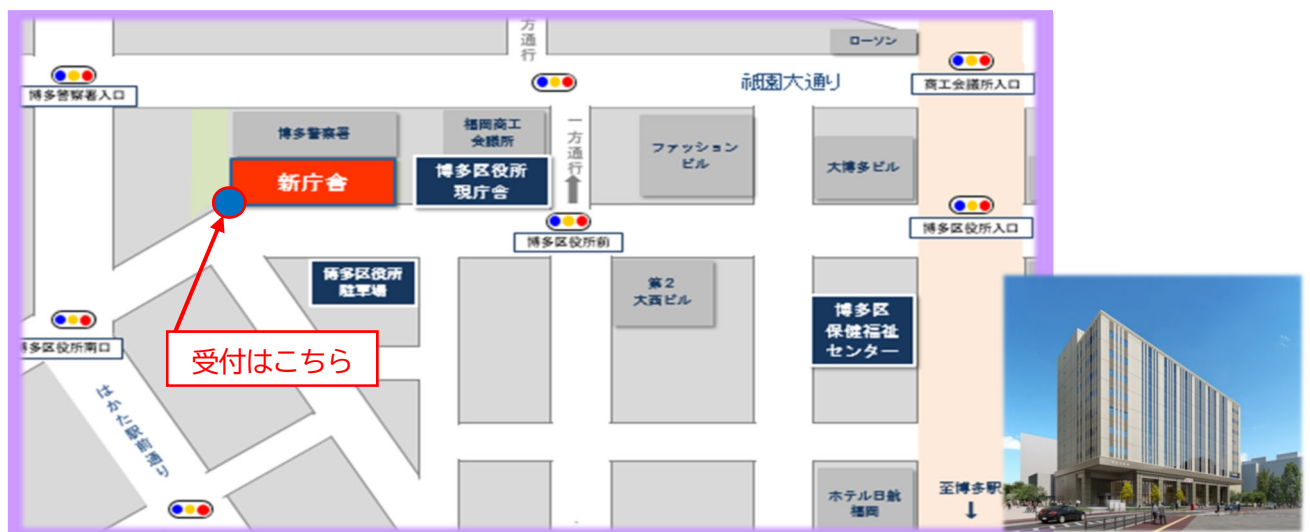 方
通
行
ローソン
博多警察署入口
祇園大通り
商工会議所入口
博多警察署
福岡商工
会議所
一
方
通
行
ファッション
ビル
大博多ビル
新庁舎
博多区役所
現庁舎
博多区役所前
博多区役所入口
博多区役所
駐車場
第2
大西ビル
博多区
保健福祉
センター
多区役所南口
受付はこちら
はかた駅前通り
ホテル日航
福岡
至博多駅
↓